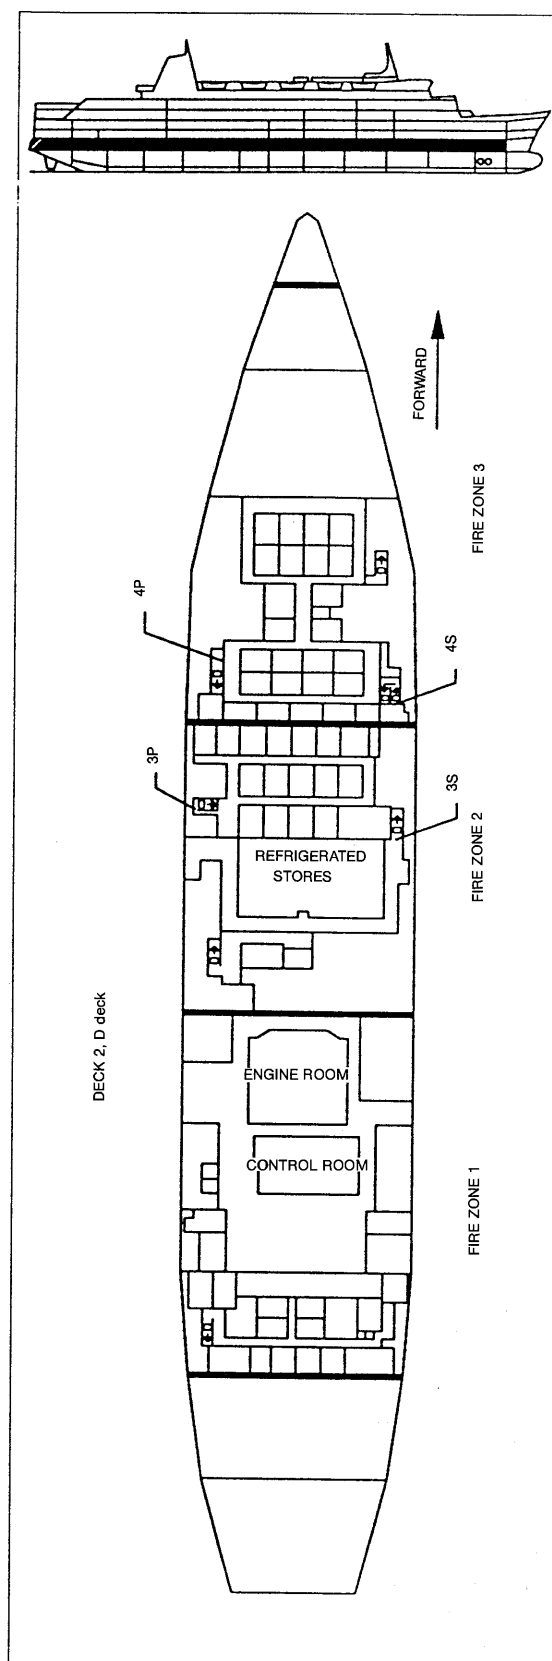 FORWARD
FIRE ZONE 3
4P
4S
3P
3S
REFRIGERATED
STORES
FIRE ZONE 2
DECK 2, D deck
ENGINE ROOM
CONTROL ROOM
FIRE ZONE 1